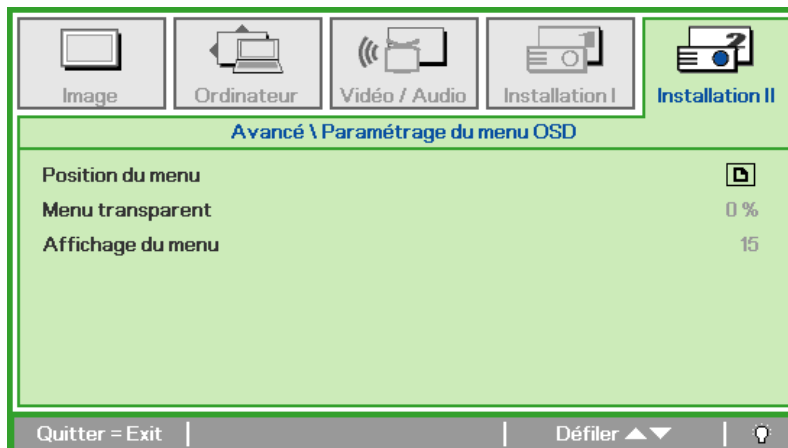 Image Ordinateur Vidéo / Audio Installation I Installation II
Avancé \ Paramétrage du menu OSD
Position du menu
Menu transparent 0 %
Affichage du menu 15
Quitter = Exit Défiler ▲▼